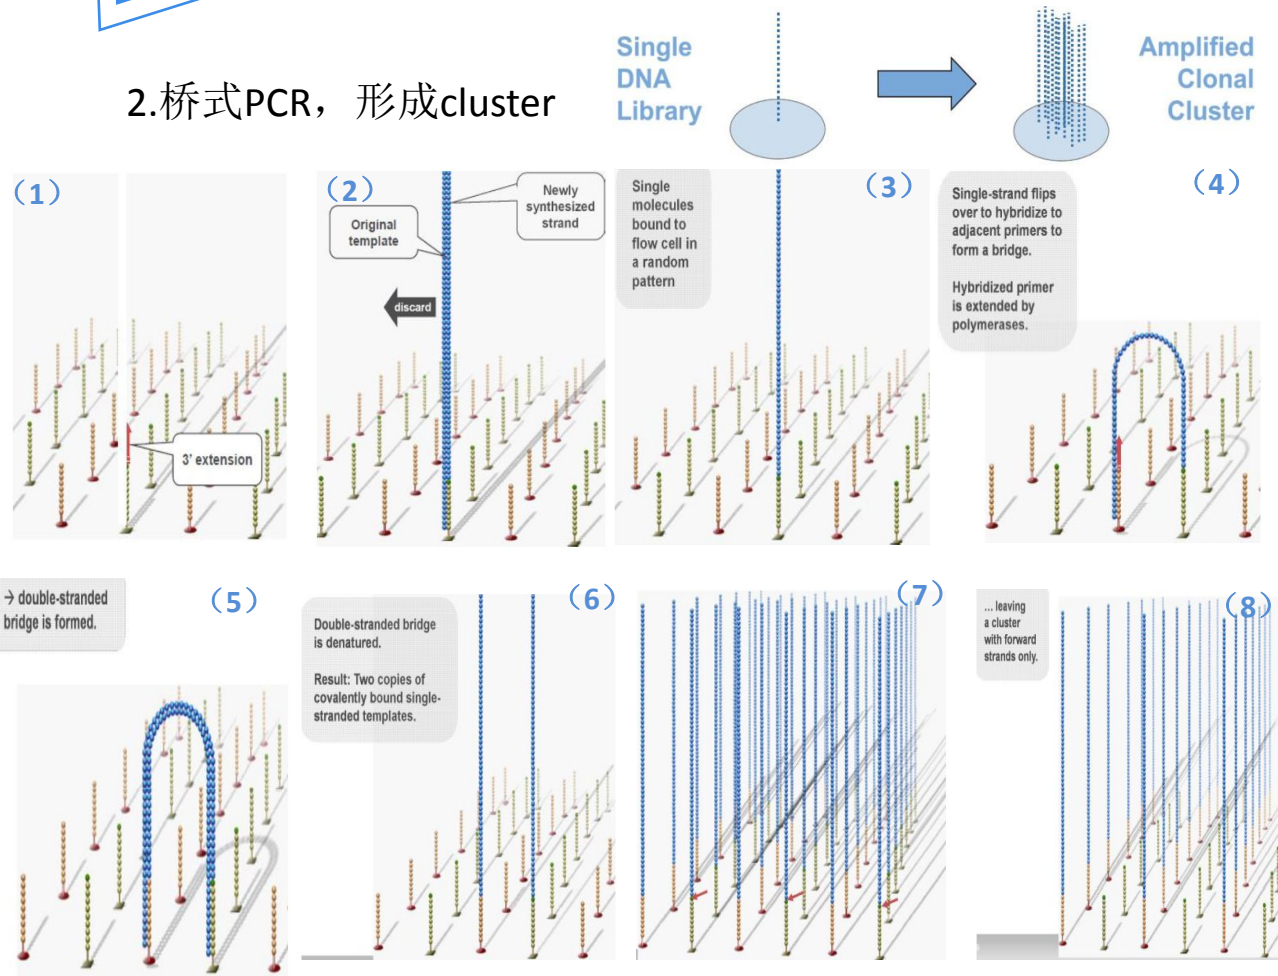 Single
DNA
Library
Amplified
Clonal
Cluster
2.桥式PCR，形成cluster
（1）
（2）
Original
template
Newly
synthesized
strand
discard
3' extension
（3）
Single
molecules
bound to
flow cell in
a random
pattern
（4）
Single-strand flips
over to hybridize to
adjacent primers to
form a bridge.
Hybridized primer
is extended by
polymerases.
（5）
→ double-stranded
bridge is formed.
（6）
Double-stranded bridge
is denatured.
Result: Two copies of
covalently bound single-
stranded templates.
（7）
（8）
... leaving
a cluster
with forward
strands only.